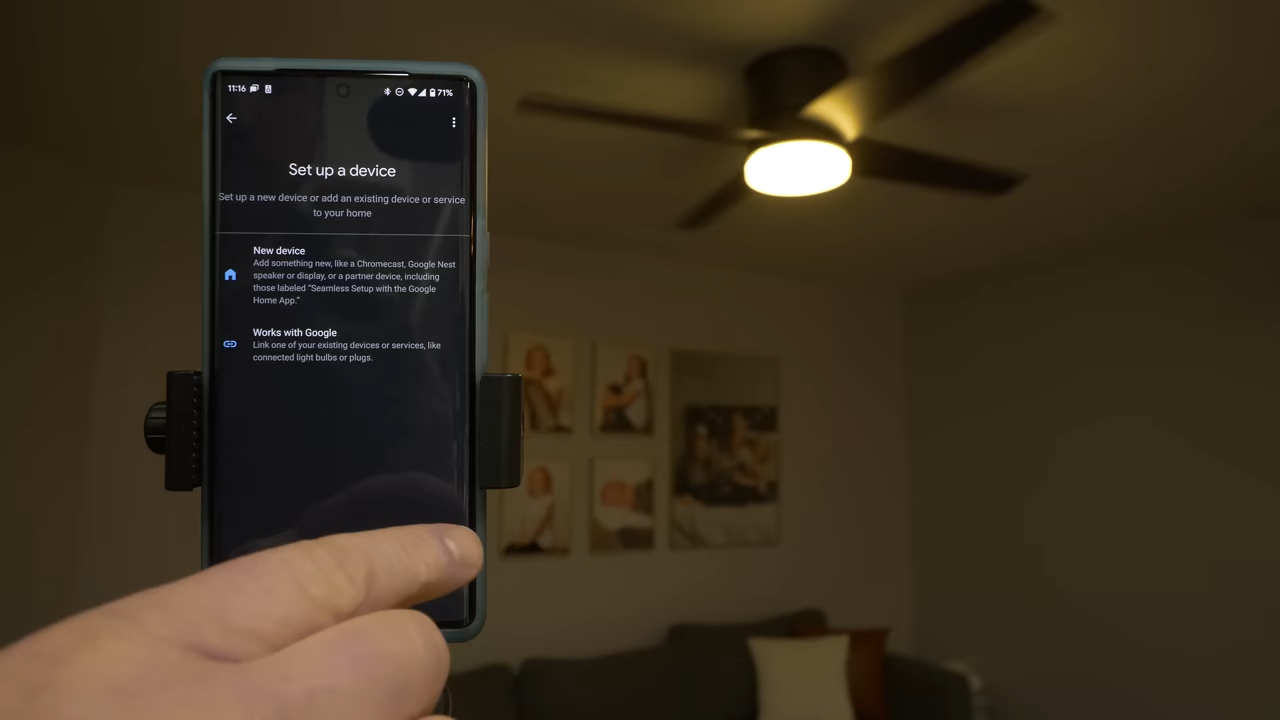 11:16
71%
Set up a device
Set up a new device or add an existing device or service
to your home
New device
Add something new, like a Chromecast, Google Nest
speaker or display, or a partner device, including
those labeled “Seamless Setup with the Google
Home App.”
Works with Google
Link one of your existing devices or services, like
connected light bulbs or plugs.